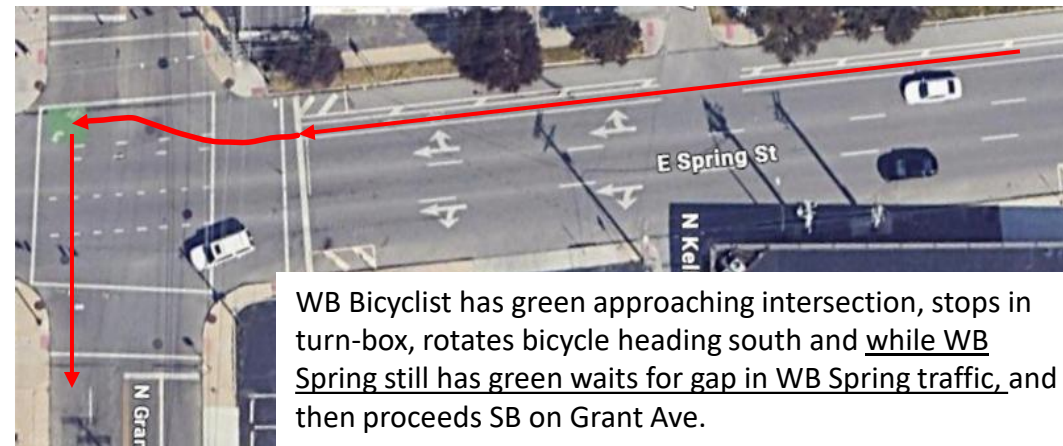 E Spring St
N Kel
N Gran
WB Bicyclist has green approaching intersection, stops in
turn-box, rotates bicycle heading south and while WB
Spring still has green waits for gap in WB Spring traffic, and
then proceeds SB on Grant Ave.